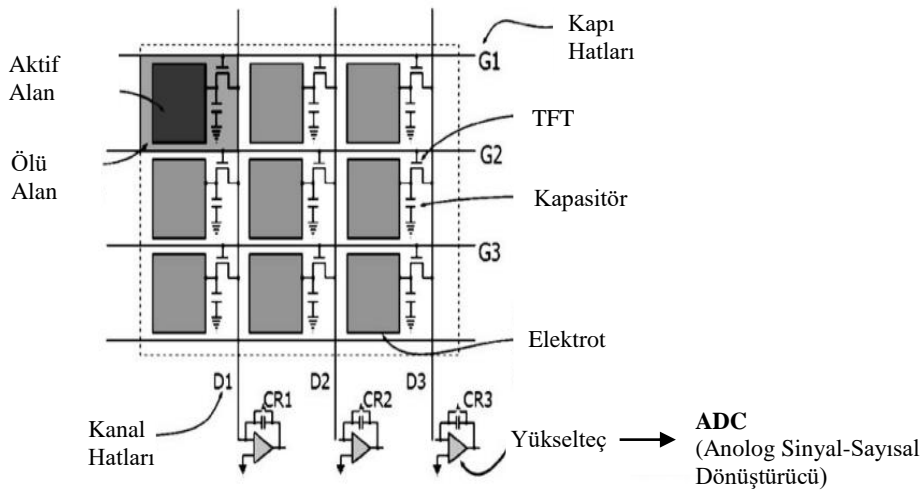 Kapı
Hatları
G1
Aktif
Alan
TFT
G2
Ölü
Alan
Kapasitör
G3
Elektrot
D1
D2
D3
CR1
CR2
CR3
Kanal
Hatları
Yükselteç
ADC
(Anolog Sinyal-Sayısal
Dönüştürücü)